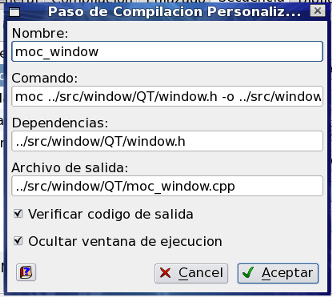 Paso de Compilacion Personaliz...
Nombre:
moc_window
Comando:
moc ../src/window/QT/window.h -o ../src/window
Dependencias:
../src/window/QT/window.h
Archivo de salida:
../src/window/QT/moc_window.cpp
Verificar codigo de salida
Ocultar ventana de ejecucion
Cancel
Aceptar